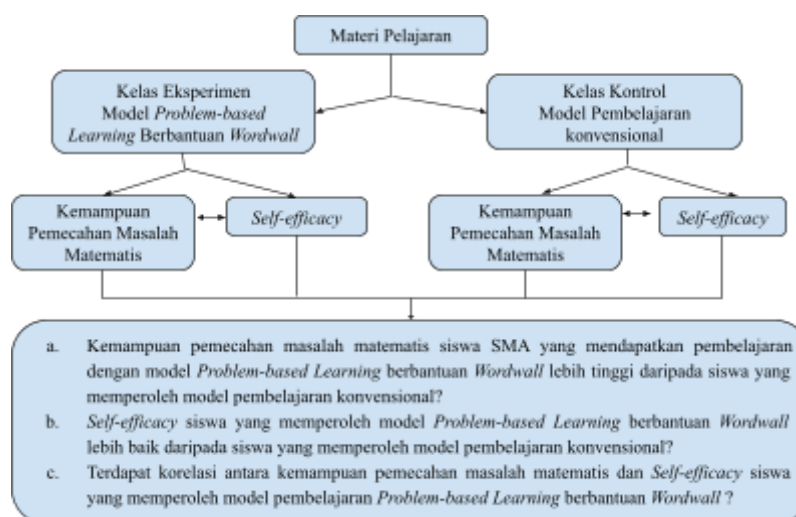 Materi Pelajaran
Kelas Eksperimen
Model Problem-based
Learning Berbantuan Wordwall
Kelas Kontrol
Model Pembelajaran
konvensional
Kemampuan
Pemecahan Masalah
Matematis
Self-efficacy
Kemampuan
Pemecahan Masalah
Matematis
Self-efficacy
a. Kemampuan pemecahan masalah matematis siswa SMA yang mendapatkan pembelajaran
dengan model Problem-based Learning berbantuan Wordwall lebih tinggi daripada siswa yang
memperoleh model pembelajaran konvensional?
b. Self-efficacy siswa yang memperoleh model Problem-based Learning berbantuan Wordwall
lebih baik daripada siswa yang memperoleh model pembelajaran konvensional?
c. Terdapat korelasi antara kemampuan pemecahan masalah matematis dan Self-efficacy siswa
yang memperoleh model pembelajaran Problem-based Learning berbantuan Wordwall ?